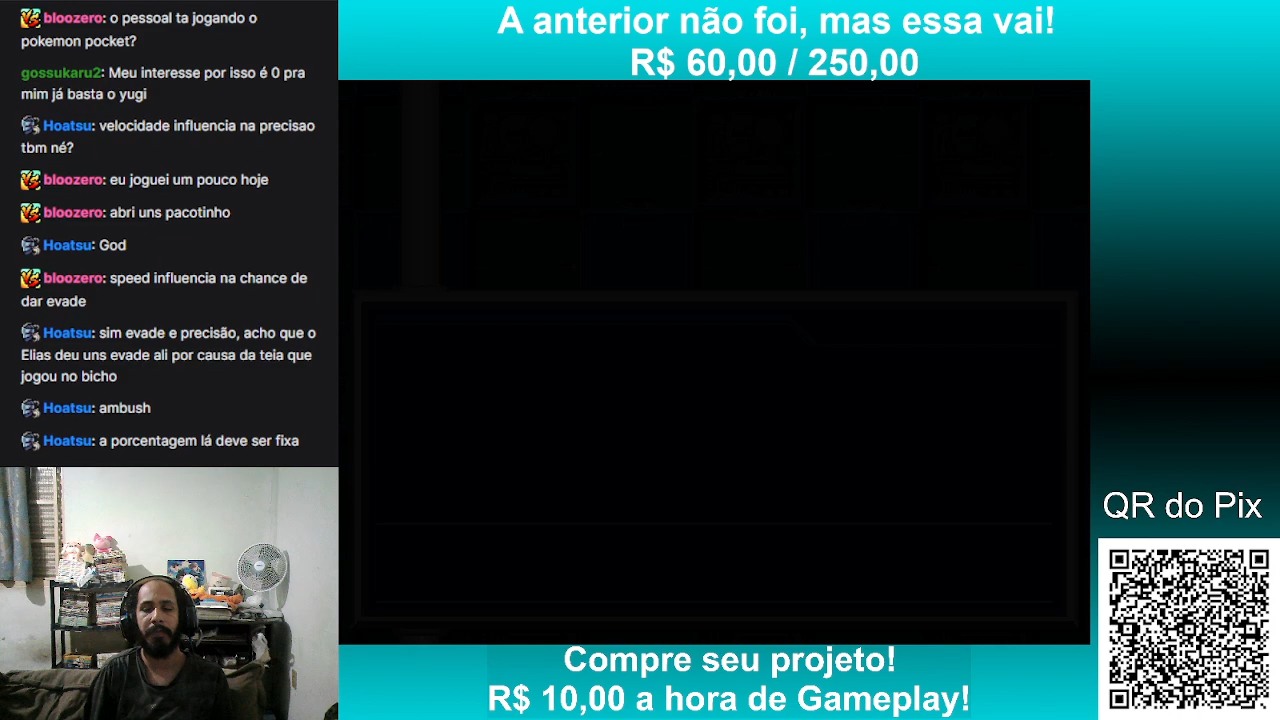 bloozero: o pessoal ta jogando o
pokemon pocket?
gossukaru2: Meu interesse por isso é 0 pra
mim já basta o yugi
Hoatsu: velocidade influencia na precisao
tbm né?
bloozero: eu joguei um pouco hoje
bloozero: abri uns pacotinho
Hoatsu: God
bloozero: speed influencia na chance de
dar evade
Hoatsu: sim evade e precisão, acho que o
Elias deu uns evade ali por causa da teia que
jogou no bicho
Hoatsu: ambush
Hoatsu: a porcentagem lá deve ser fixa
A anterior não foi, mas essa vai!
R$ 60,00 / 250,00
QR do Pix
Compre seu projeto!
R$ 10,00 a hora de Gameplay!